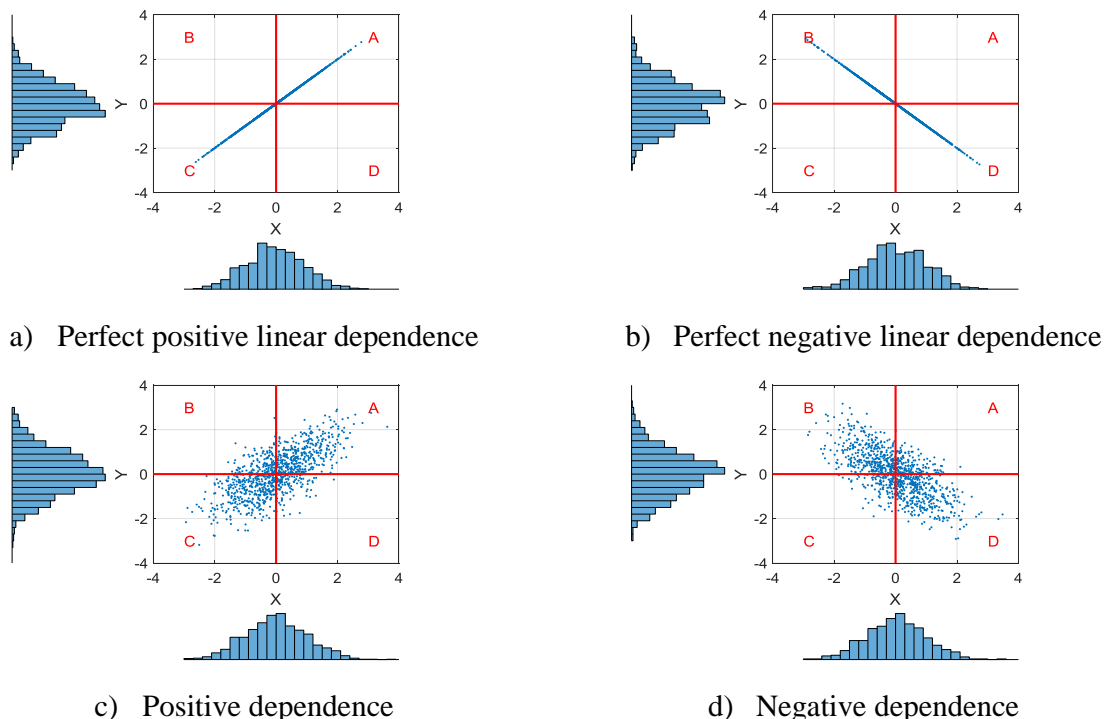 4
2
0
-2
-4
Y
B
A
C
D
-4 -2 0 2 4
X
4
2
0
-2
-4
Y
B
A
C
D
-4 -2 0 2 4
X
a) Perfect positive linear dependence
b) Perfect negative linear dependence
4
2
0
-2
-4
Y
B
A
C
D
-4 -2 0 2 4
X
4
2
0
-2
-4
Y
B
A
C
D
-4 -2 0 2 4
X
c) Positive dependence
d) Negative dependence